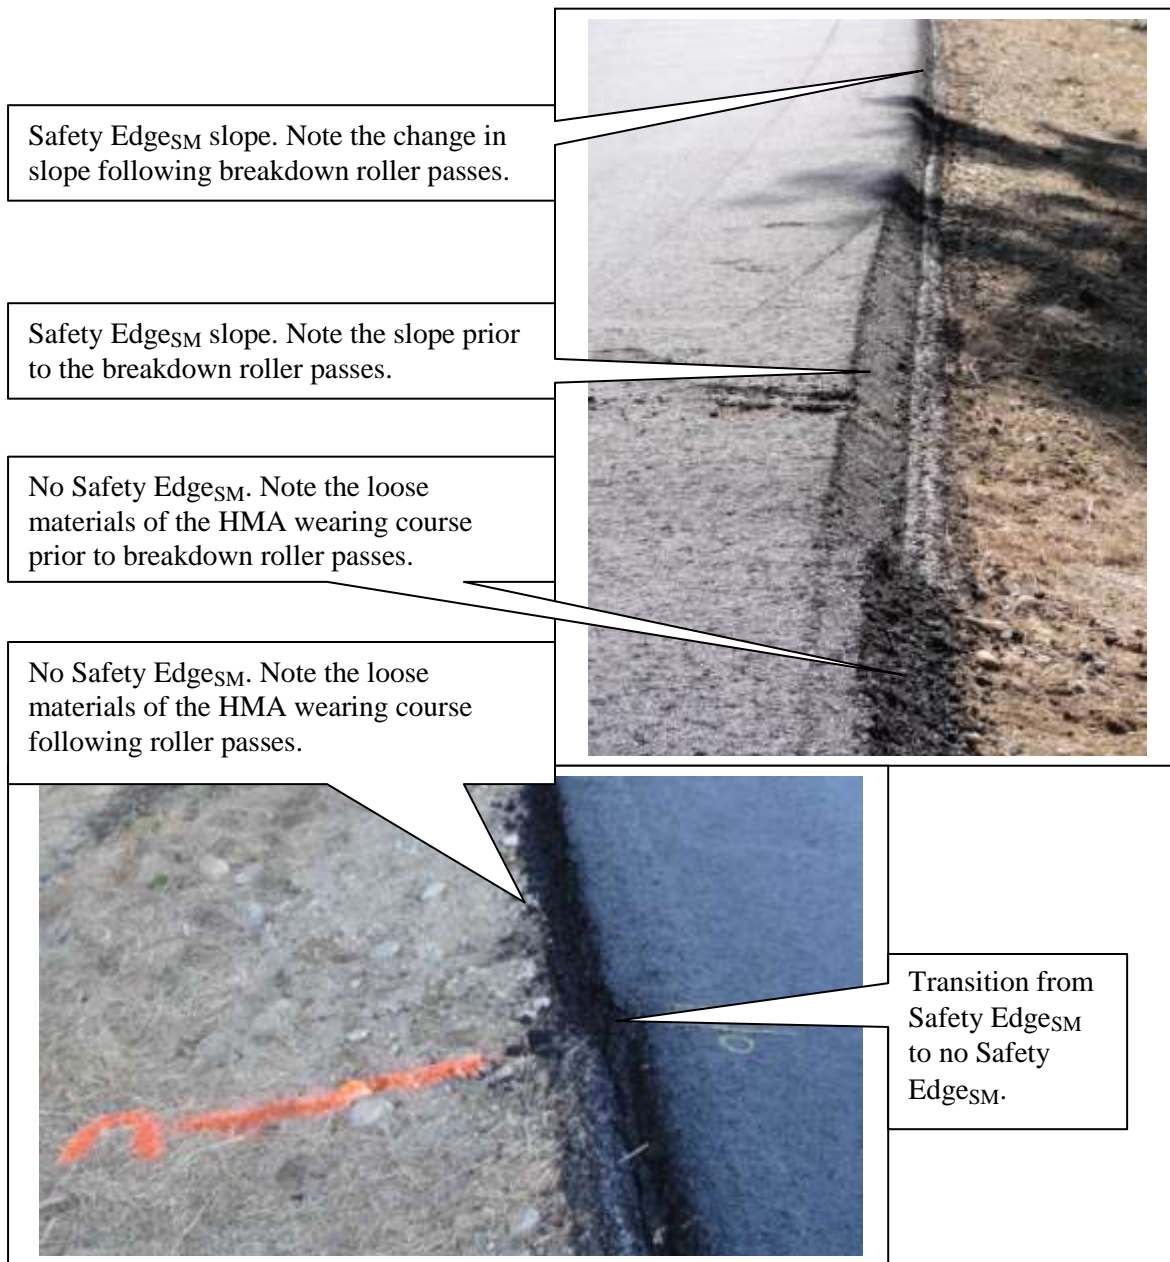 Safety EdgeSM slope. Note the change in
slope following breakdown roller passes.
Safety EdgeSM slope. Note the slope prior
to the breakdown roller passes.
No Safety EdgeSM. Note the loose
materials of the HMA wearing course
prior to breakdown roller passes.
No Safety EdgeSM. Note the loose
materials of the HMA wearing course
following roller passes.
Transition from
Safety EdgeSM
to no Safety
EdgeSM.